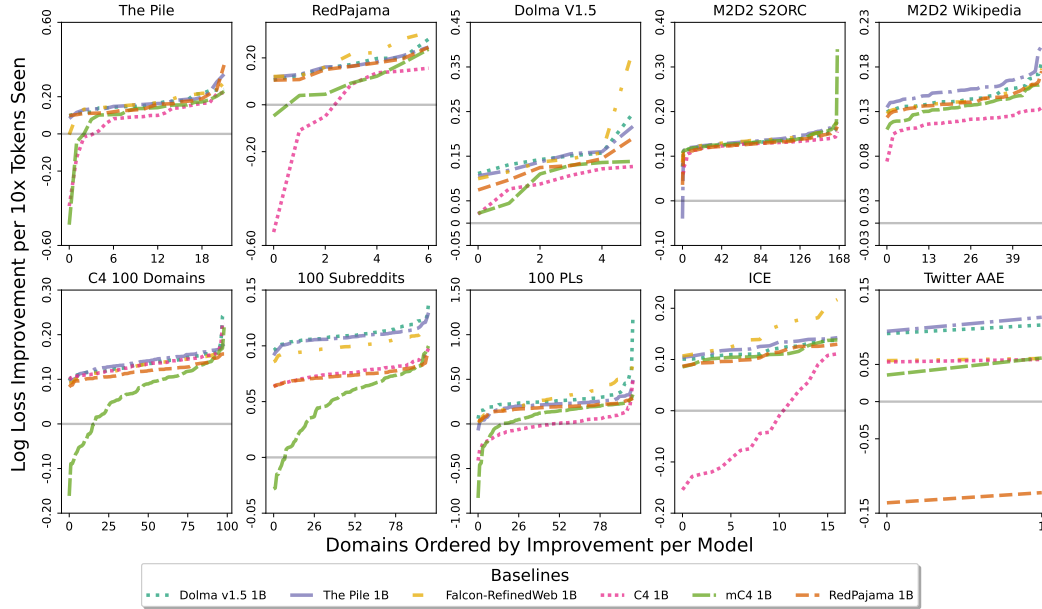 The Pile
RedPajama
Dolma V1.5
M2D2 S2ORC
M2D2 Wikipedia
Log Loss Improvement per 10x Tokens Seen
0.60
0.20
0
-0.20
-0.60
0 6 12 18
0.20
0
-0.20
-0.60
0 2 4 6
0.45
0.35
0.25
0.15
0.05
0
-0.05
0 2 4
0.40
0.30
0.20
0.10
0
-0.10
0 42 84 126 168
0.23
0.18
0.13
0.08
0.03
0
-0.03
0 13 26 39
C4 100 Domains
100 Subreddits
100 PLs
ICE
Twitter AAE
0.30
0.20
0.10
0
-0.10
-0.20
0 25 50 75 100
0.15
0.10
0.05
0
-0.05
0 26 52 78
1.50
1.00
0.50
0
-0.50
-1.00
0 26 52 78
0.20
0.10
0
-0.10
-0.20
0 5 10 15
0.15
0.05
0
-0.05
-0.15
0 1
Domains Ordered by Improvement per Model
Baselines
Dolma v1.5 1B The Pile 1B Falcon-RefinedWeb 1B C4 1B mC4 1B RedPajama 1B